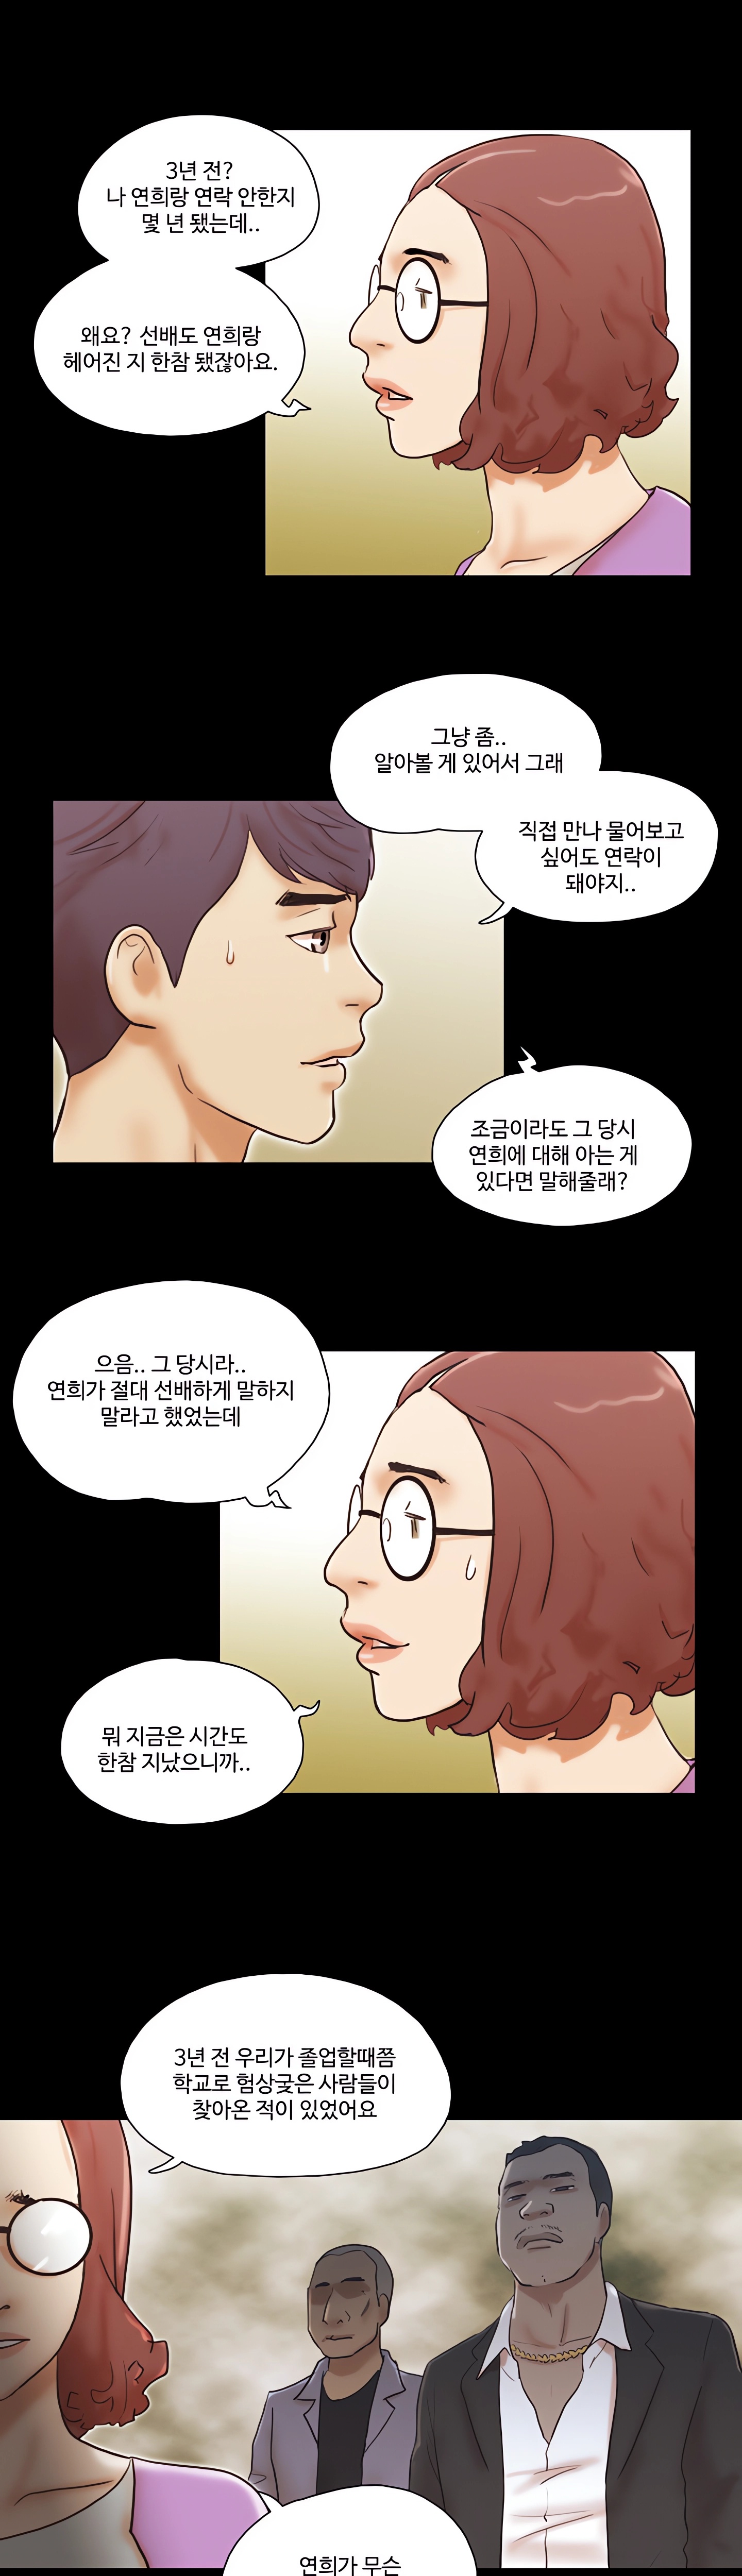 3년 전?
나 연희랑 연락 안한지
몇 년 됐는데..
왜요? 선배도 연희랑
헤어진 지 한참 됐잖아요.
그냥 좀..
알아볼 게 있어서 그래
직접 만나 물어보고
싶어도 연락이
돼야지..
조금이라도 그 당시
연희에 대해 아는 게
있다면 말해줄래?
으음.. 그 당시라..
연희가 절대 선배하게 말하지
말라고 했었는데
뭐 지금은 시간도
한참 지났으니까..
3년 전 우리가 졸업할때쯤
학교로 험상궂은 사람들이
찾아온 적이 있었어요
연희가 무슨